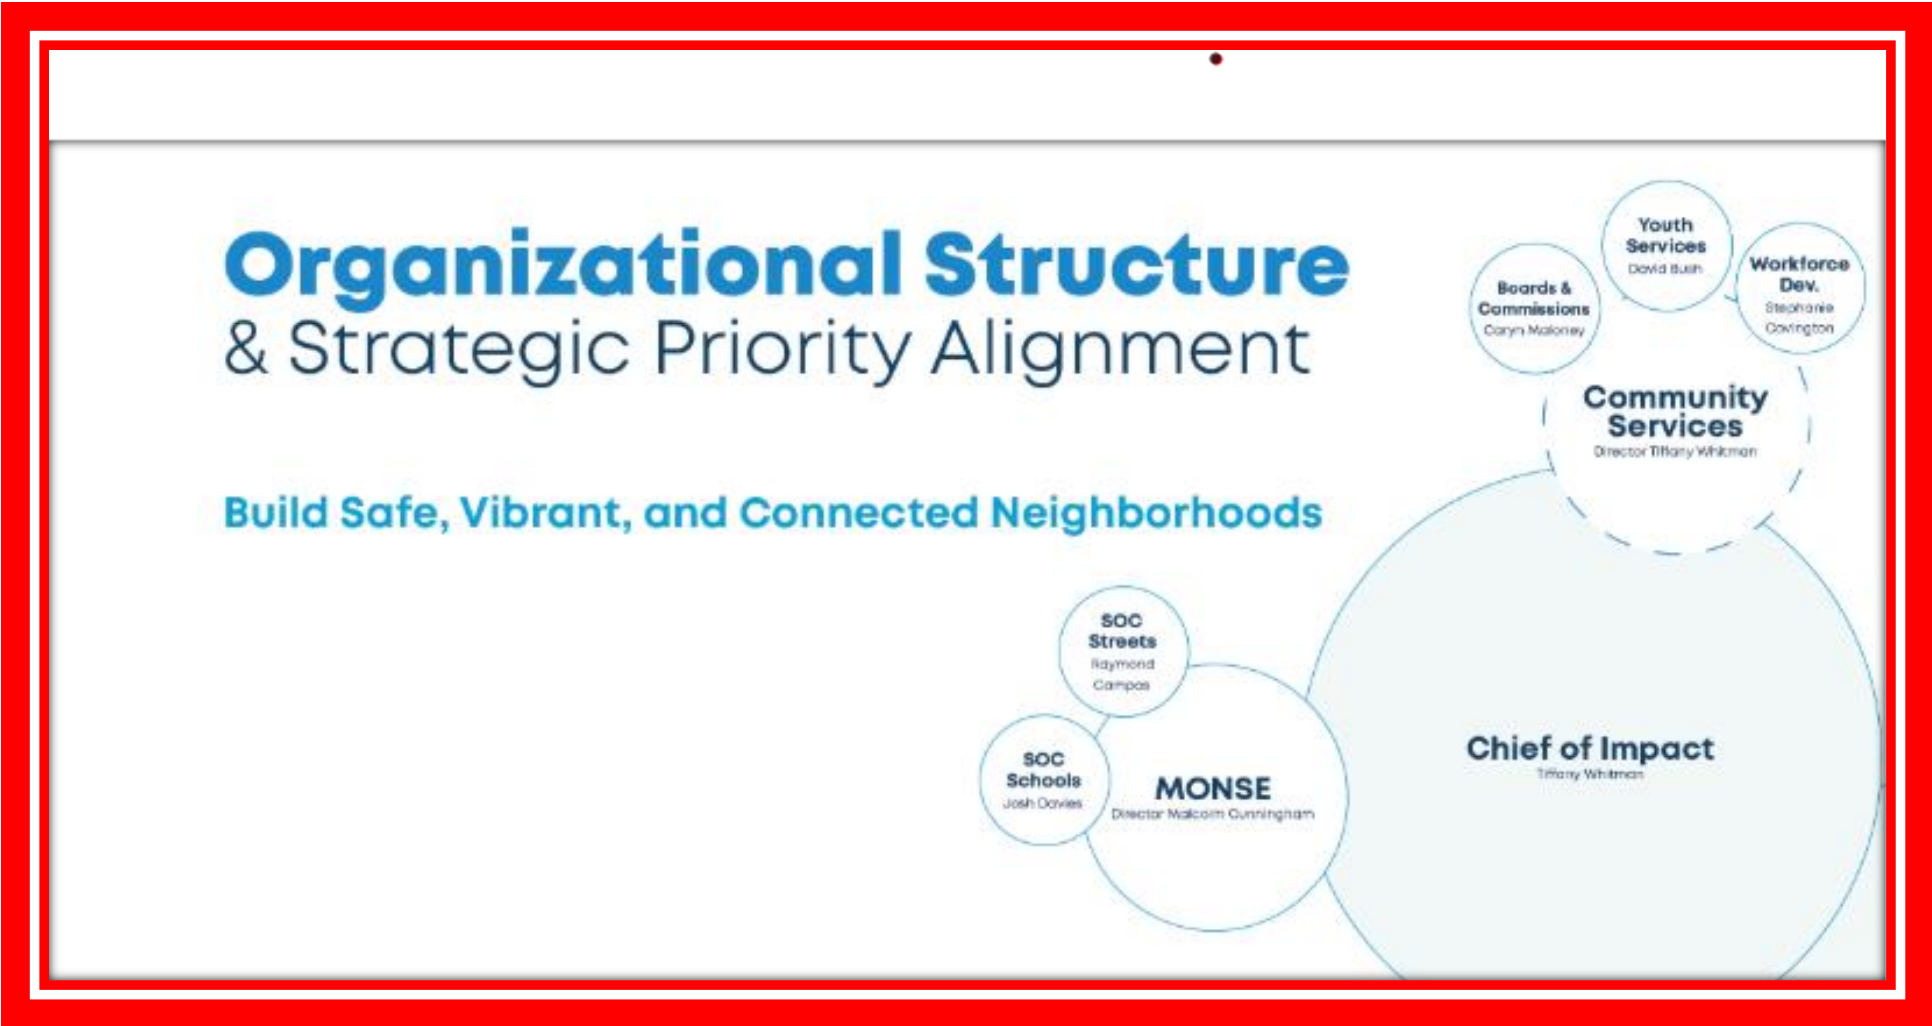 Organizational Structure
& Strategic Priority Alignment
Build Safe, Vibrant, and Connected Neighborhoods
Youth
Services
David Bush
Workforce
Dev.
Stephanie
Covington
Boards &
Commissions
Caryn Maloney
Community
Services
Director Tiffany Whitman
SOC
Streets
Raymond
Campos
SOC
Schools
Josh Davies
MONSE
Director Malcolm Cunningham
Chief of Impact
Tiffany Whitman